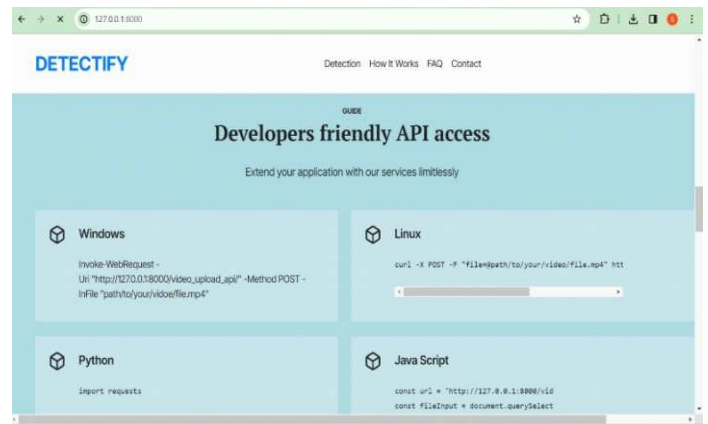 127.0.0.1:8000
DETECTIFY
Detection How It Works FAQ Contact
GUIDE
Developers friendly API access
Extend your application with our services limitlessly
Windows
Invoke-WebRequest -
Uri "http://127.0.0.1:8000/video_upload_api/" -Method POST -
InFile "path/to/your/vidoe/file.mp4"
Linux
curl -X POST -F "file=@path/to/your/video/file.mp4" htt
Python
import requests
Java Script
const url = "http://127.0.0.1:8000/vid
const fileInput = document.querySelect